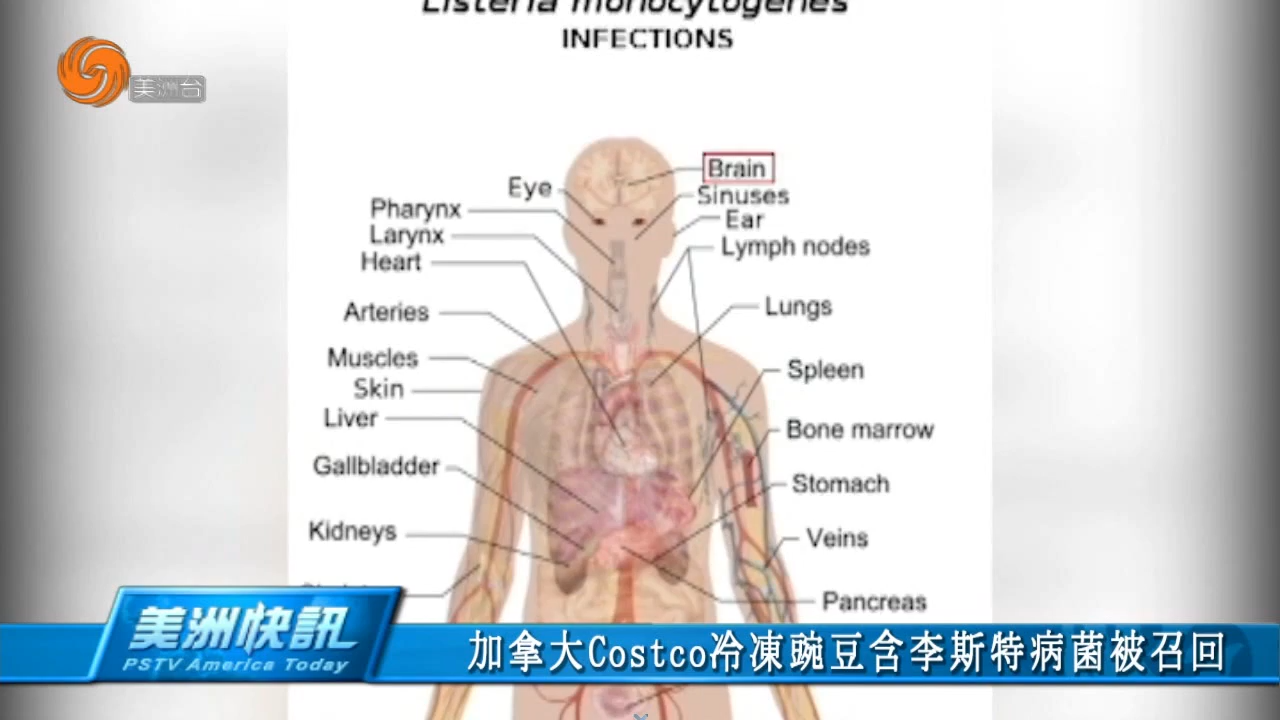 Listeria monocytogenes
INFECTIONS
美洲台
Brain
Eye
Sinuses
Pharynx
Ear
Larynx
Lymph nodes
Heart
Lungs
Arteries
Muscles
Spleen
Skin
Liver
Bone marrow
Gallbladder
Stomach
Kidneys
Veins
Pancreas
美洲快訊
PSTV America Today
加拿大Costco冷凍豌豆含李斯特病菌被召回